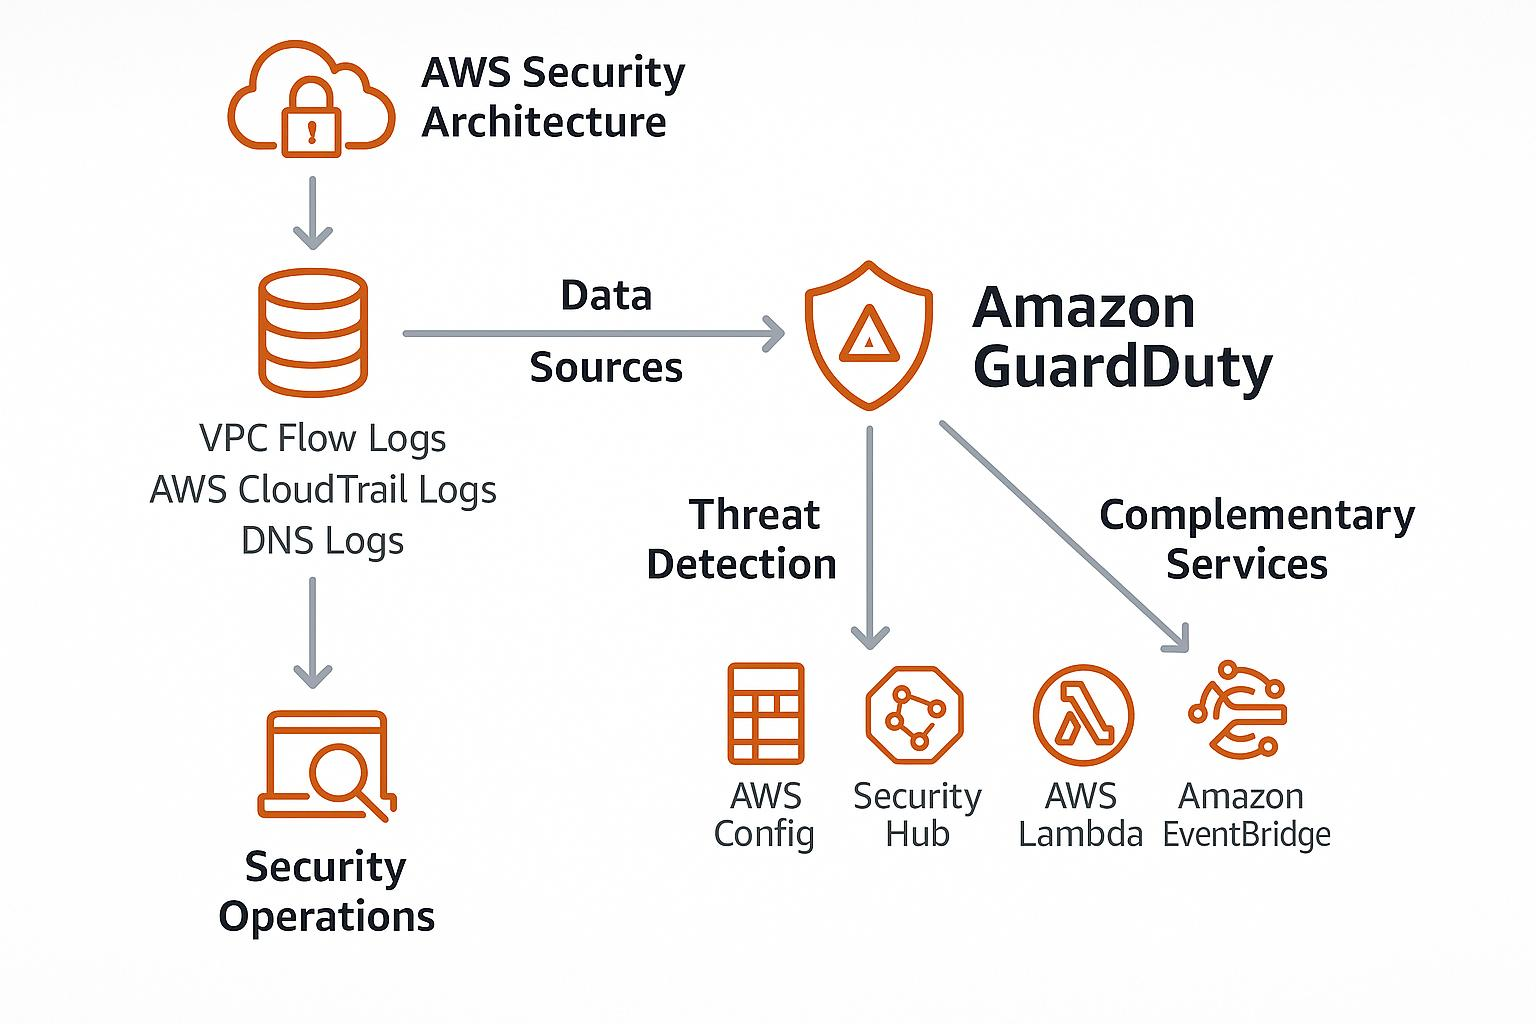 AWS Security
Architecture
Data
Sources
Amazon
GuardDuty
VPC Flow Logs
AWS CloudTrail Logs
DNS Logs
Threat
Detection
Complementary
Services
AWS
Config
Security
Hub
AWS
Lambda
Amazon
EventBridge
Security
Operations